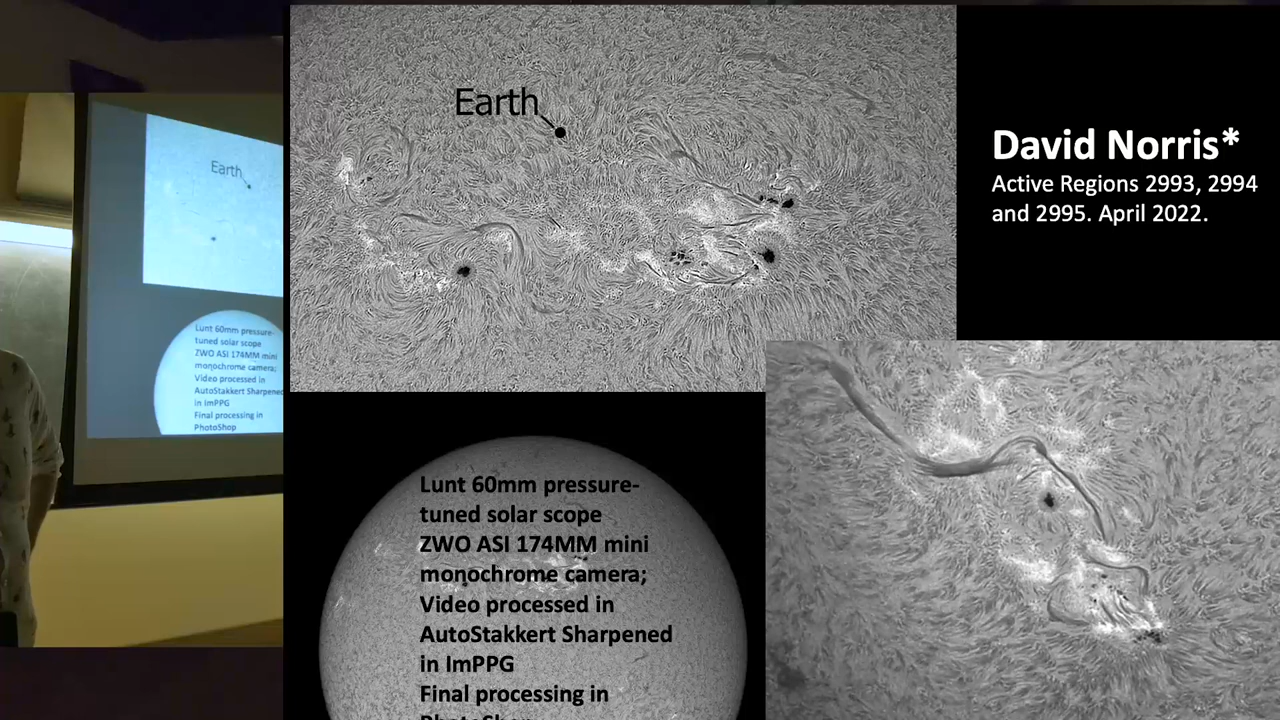 Earth
Lunt 60mm pressure-
tuned solar scope
ZWO ASI 174MM mini
monochrome camera;
Video processed in
AutoStakkert Sharpened
in ImPPG
Final processing in
PhotoShop
Earth
David Norris*
Active Regions 2993, 2994
and 2995. April 2022.
Lunt 60mm pressure-
tuned solar scope
ZWO ASI 174MM mini
monochrome camera;
Video processed in
AutoStakkert Sharpened
in ImPPG
Final processing in
PhotoShop